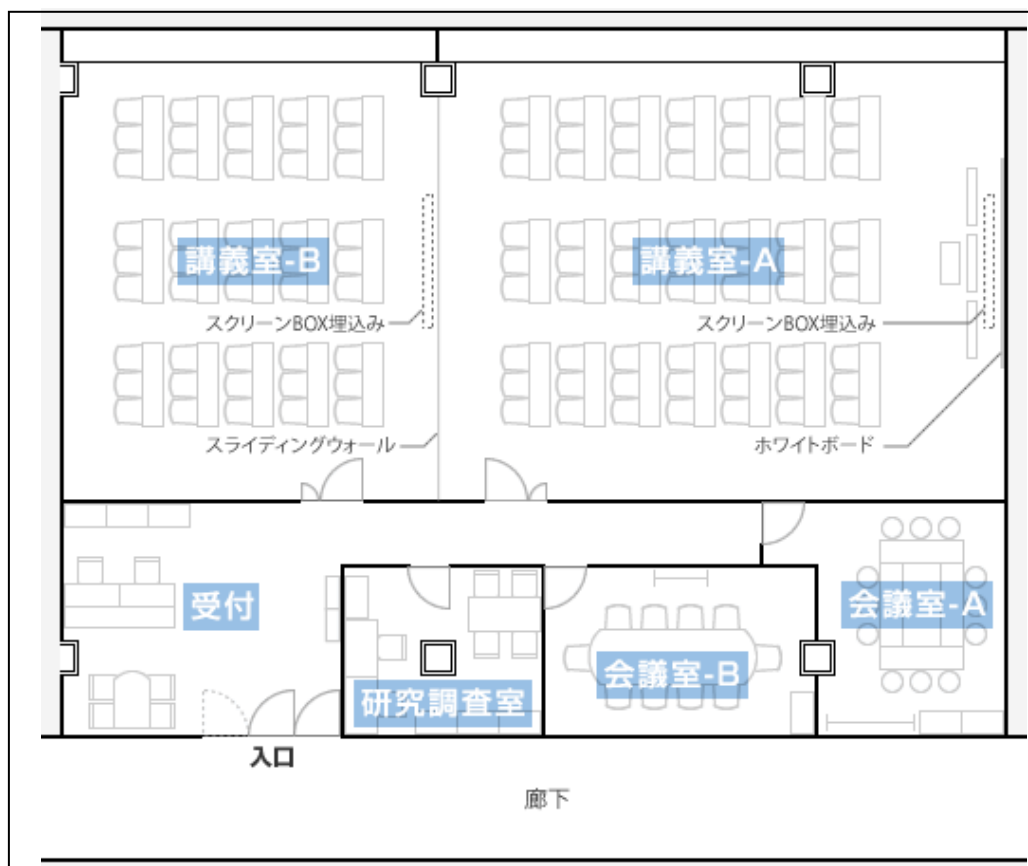 講義室-B
講義室-A
スクリーンBOX埋込み
スクリーンBOX埋込み
スライディングウォール
ホワイトボード
受付
会議室-A
会議室-B
研究調査室
入口
廊下